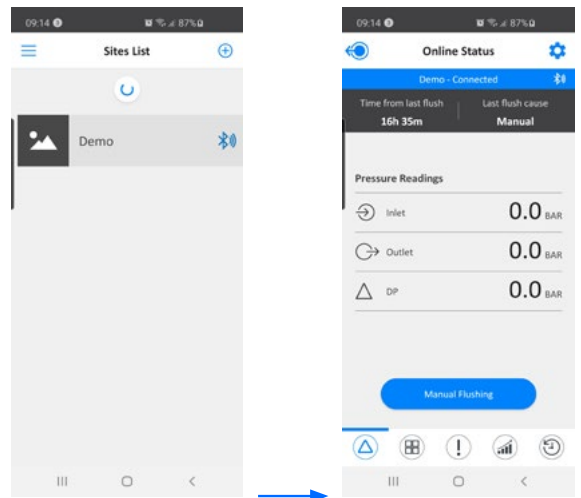 09:14
87%
Sites List
Demo
09:14
87%
Online Status
Demo - Connected
Time from last flush
16h 35m
Last flush cause
Manual
Pressure Readings
Inlet
0.0 BAR
Outlet
0.0 BAR
DP
0.0 BAR
Manual Flushing